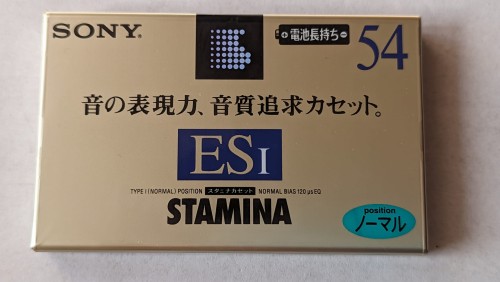 SONY
+電池長持ち-
54
音の表現力、音質追求カセット。
ES I
TYPE I (NORMAL) POSITION スタミナカセット NORMAL BIAS 120 μs EQ
STAMINA
position
ノーマル